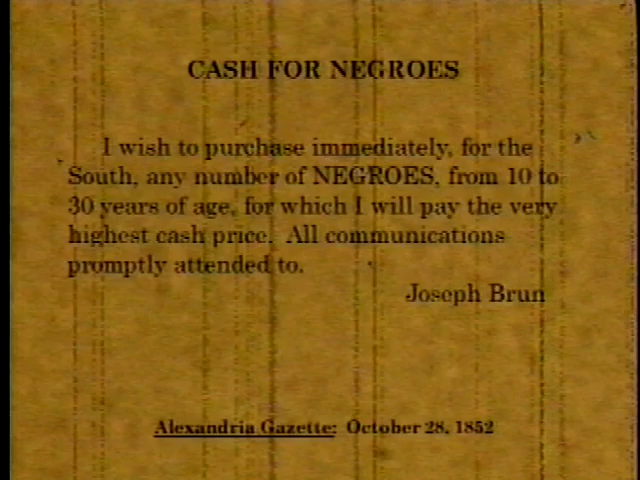 CASH FOR NEGROES
I wish to purchase immediately, for the
South, any number of NEGROES, from 10 to
30 years of age, for which I will pay the very
highest cash price. All communications
promptly attended to.
Joseph Brun
Alexandria Gazette: October 28, 1852